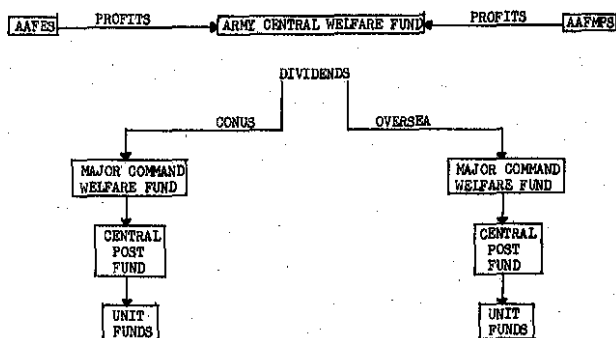 PROFITS PROFITS
AAFES ARMY CENTRAL WELFARE FUND AAFMPS
DIVIDENDS
CONUS OVERSEA
MAJOR COMMAND MAJOR COMMAND
WELFARE FUND WELFARE FUND
CENTRAL CENTRAL
POST POST
FUND FUND
UNIT UNIT
FUNDS FUNDS